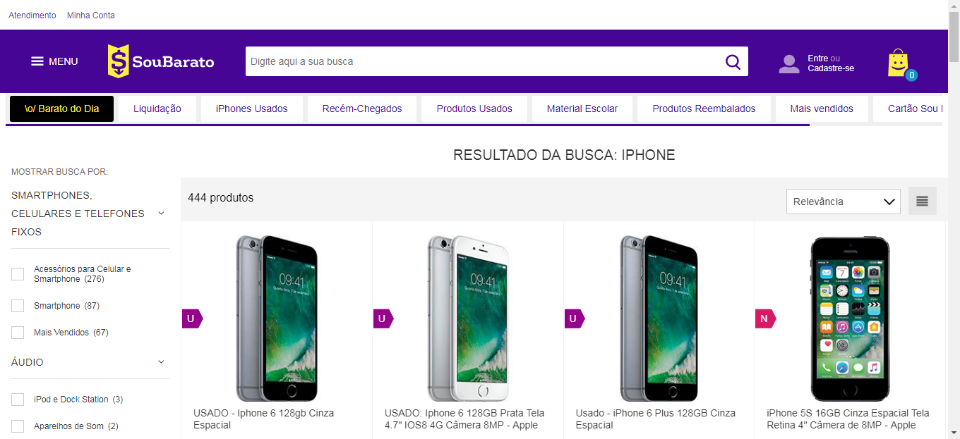 Atendimento Minha Conta
MENU SouBarato Digite aqui a sua busca Entre ou
Cadastre-se
0
\o/ Barato do Dia Liquidação iPhones Usados Recém-Chegados Produtos Usados Material Escolar Produtos Reembalados Mais vendidos Cartão Sou
RESULTADO DA BUSCA: IPHONE
MOSTRAR BUSCA POR:
SMARTPHONES,
CELULARES E TELEFONES
FIXOS
444 produtos Relevância
Acessórios para Celular e
Smartphone (276)
Smartphone (87)
Mais Vendidos (67)
ÁUDIO
iPod e Dock Station (3)
Aparelhos de Som (2)
09:41 09:41 09:41
U U U N
USADO - Iphone 6 128gb Cinza
Espacial
USADO: Iphone 6 128GB Prata Tela
4.7" IOS8 4G Câmera 8MP - Apple
Usado - iPhone 6 Plus 128GB Cinza
Espacial
iPhone 5S 16GB Cinza Espacial Tela
Retina 4" Câmera de 8MP - Apple